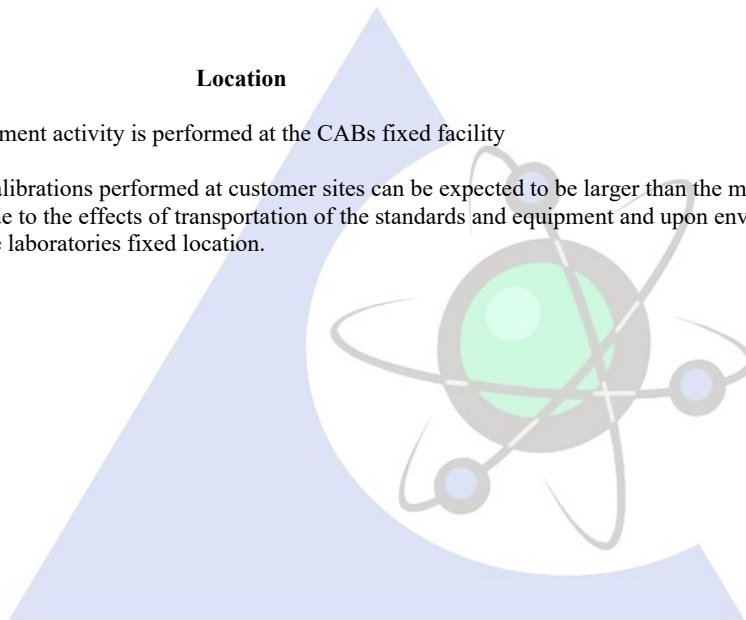 Location
ment activity is performed at the CABs fixed facility
alibrations performed at customer sites can be expected to be larger than the m
ue to the effects of transportation of the standards and equipment and upon env
e laboratories fixed location.